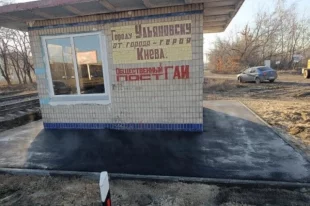 Городу Ульяновску
от города-героя
Киева.
Общественный
ПОСТ ГАИ